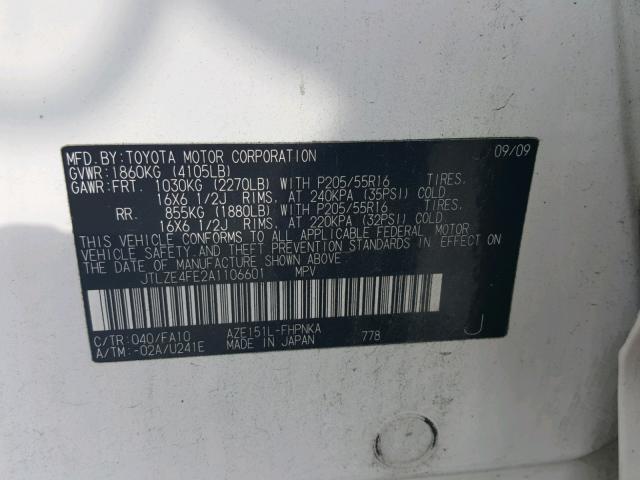 MFD.BY:TOYOTA MOTOR CORPORATION 09/09
GVWR:1860KG (4105LB)
GAWR:FRT. 1030KG (2270LB) WITH P205/55R16 TIRES,
16X6 1/2J RIMS, AT 240KPA (35PSI) COLD
RR. 855KG (1880LB) WITH P205/55R16 TIRES,
16X6 1/2J RIMS, AT 220KPA (32PSI) COLD
THIS VEHICLE CONFORMS TO ALL APPLICABLE FEDERAL MOTOR
VEHICLE SAFETY AND THEFT PREVENTION STANDARDS IN EFFECT ON
THE DATE OF MANUFACTURE SHOWN ABOVE.
JTLZE4FE2A1106601 MPV
C/TR:040/FA10 AZE151L-FHPNKA
A/TM:-02A/U241E MADE IN JAPAN 778 J